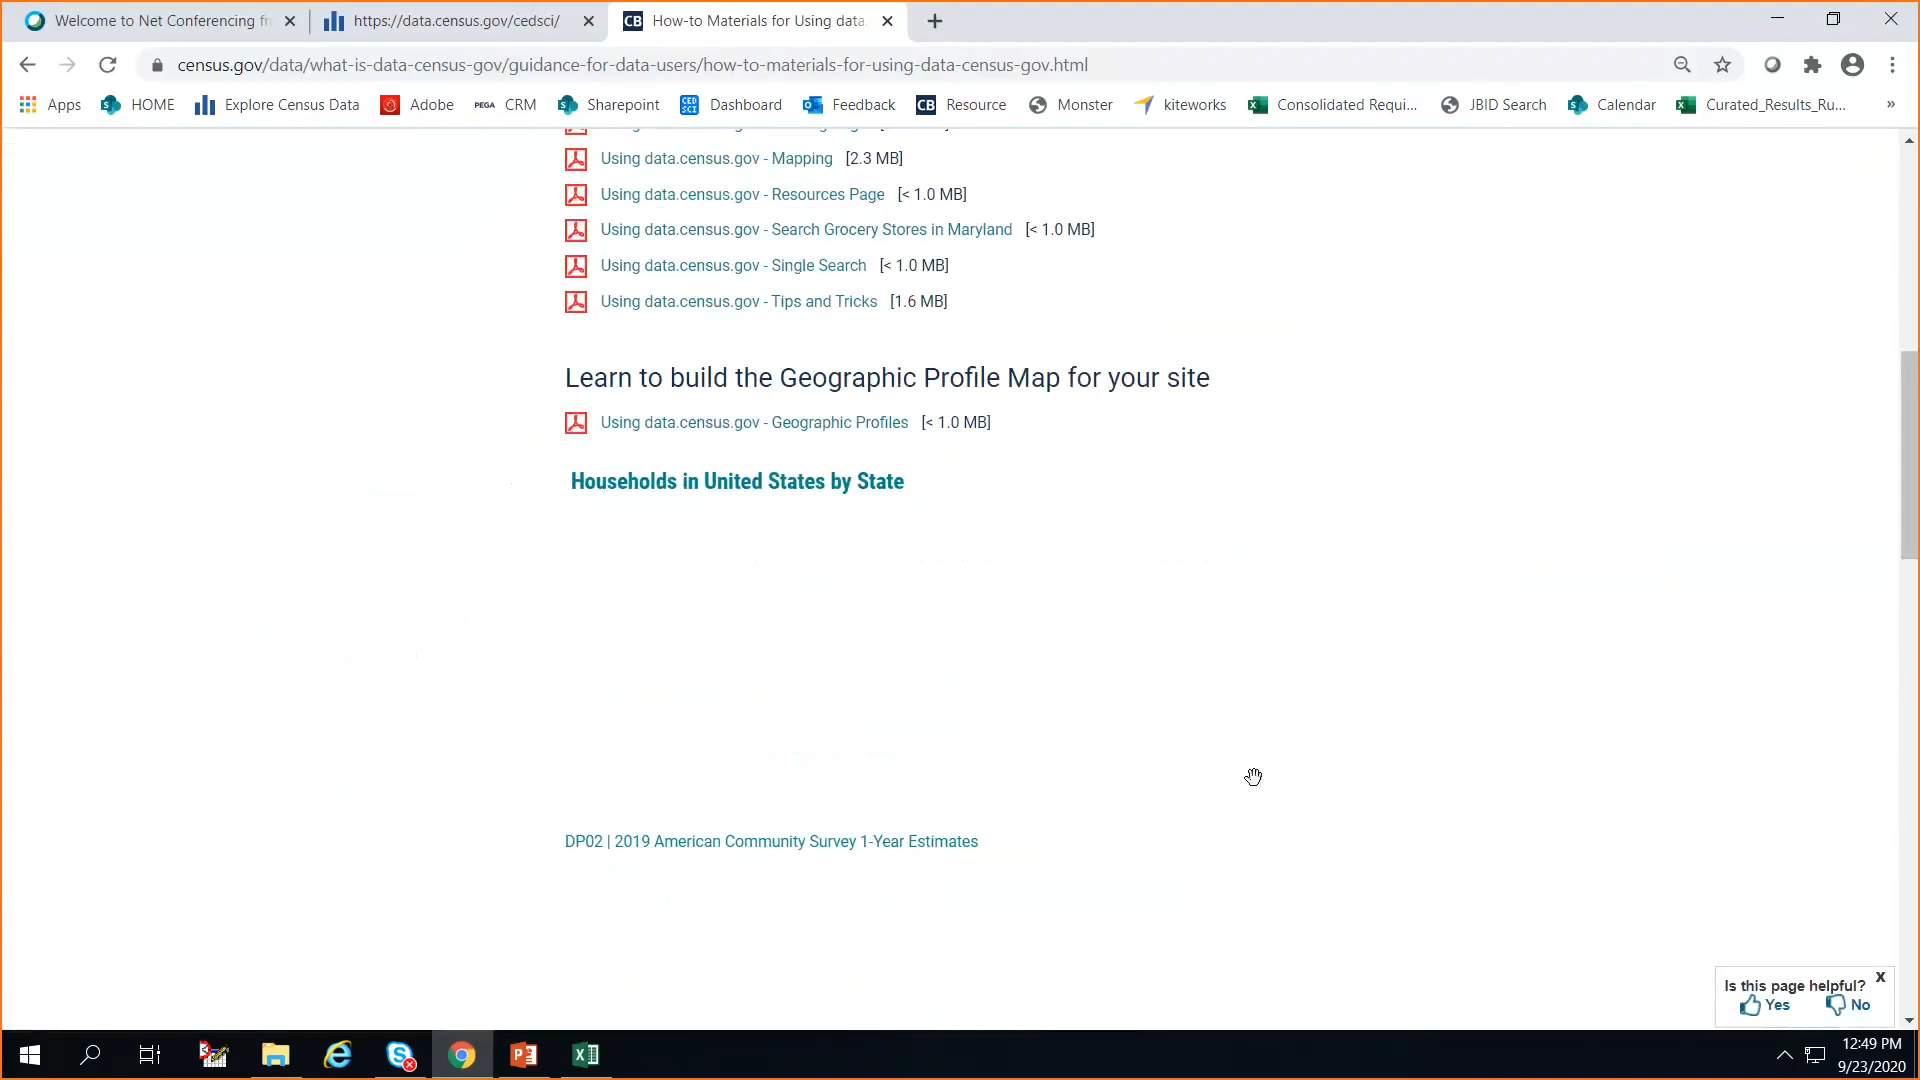 Welcome to Net Conferencing fr
https://data.census.gov/cedsci/
CB How-to Materials for Using data.
census.gov/data/what-is-data-census-gov/guidance-for-data-users/how-to-materials-for-using-data-census-gov.html
Apps HOME Explore Census Data Adobe PEGA CRM Sharepoint CED SCI Dashboard Feedback CB Resource Monster kiteworks Consolidated Requi... JBID Search Calendar Curated_Results_Ru... »
Using data.census.gov - Mapping [2.3 MB]
Using data.census.gov - Resources Page [< 1.0 MB]
Using data.census.gov - Search Grocery Stores in Maryland [< 1.0 MB]
Using data.census.gov - Single Search [< 1.0 MB]
Using data.census.gov - Tips and Tricks [1.6 MB]
Learn to build the Geographic Profile Map for your site
Using data.census.gov - Geographic Profiles [< 1.0 MB]
Households in United States by State
DP02 | 2019 American Community Survey 1-Year Estimates
Is this page helpful? X
Yes No
12:49 PM
9/23/2020